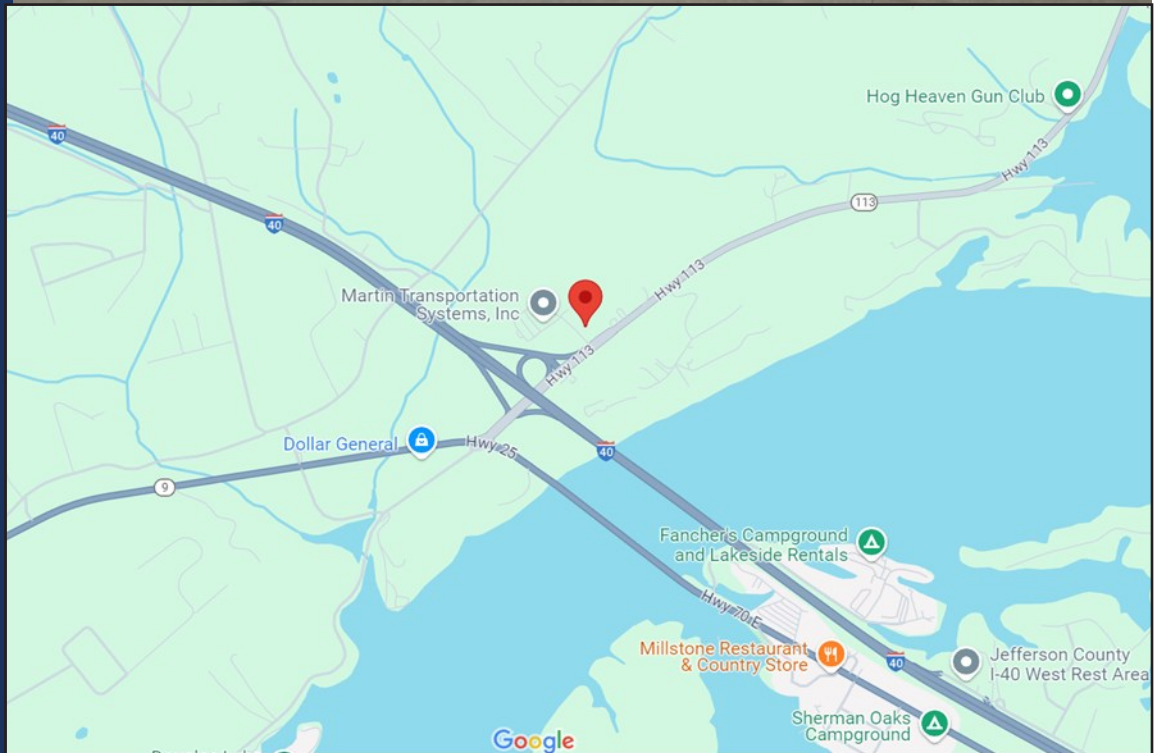 Hog Heaven Gun Club
40
Hwy 113
113
40
Hwy 113
Martin Transportation
Systems, Inc
Hwy 113
Dollar General
Hwy 25
40
9
Fancher's Campground
and Lakeside Rentals
Hwy 70 E
Millstone Restaurant
& Country Store
40
Jefferson County
I-40 West Rest Area
Sherman Oaks
Campground
Google